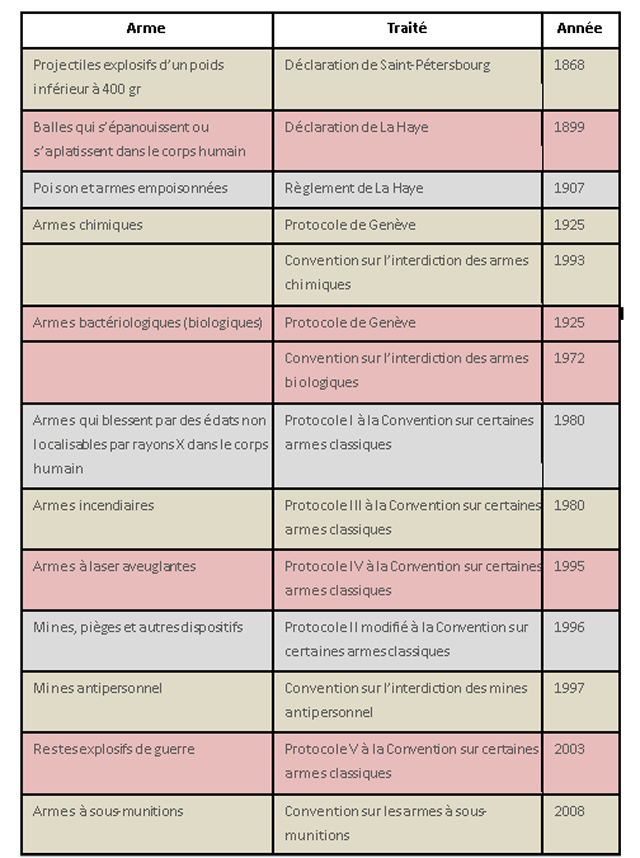 Arme Traité Année
Projectiles explosifs d'un poids Déclaration de Saint-Pétersbourg 1868
inférieur à 400 gr
Balles qui s'épanouissent ou Déclaration de La Haye 1899
s'aplatissent dans le corps humain
Poison et armes empoisonnées Règlement de La Haye 1907
Armes chimiques Protocole de Genève 1925
Convention sur l'interdiction des armes 1993
chimiques
Armes bactériologiques (biologiques) Protocole de Genève 1925
Convention sur l'interdiction des armes 1972
biologiques
Armes qui blessent par des éclats non Protocole I à la Convention sur certaines 1980
localisables par rayons X dans le corps armes classiques
humain
Armes incendiaires Protocole III à la Convention sur certaines 1980
armes classiques
Armes à laser aveuglantes Protocole IV à la Convention sur certaines 1995
armes classiques
Mines, pièges et autres dispositifs Protocole II modifié à la Convention sur 1996
certaines armes classiques
Mines antipersonnel Convention sur l'interdiction des mines 1997
antipersonnel
Restes explosifs de guerre Protocole V à la Convention sur certaines 2003
armes classiques
Armes à sous-munitions Convention sur les armes à sous- 2008
munitions